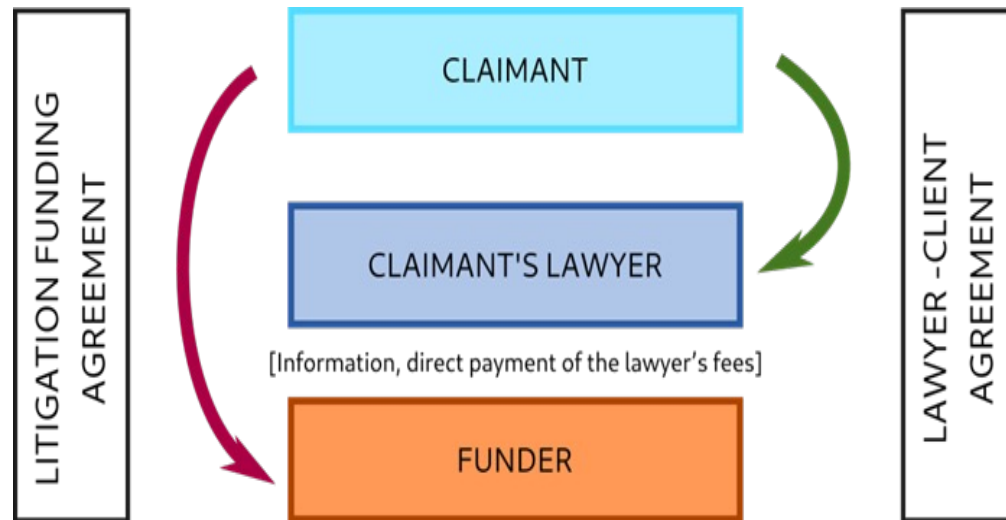 LITIGATION FUNDING
AGREEMENT
CLAIMANT
CLAIMANT'S LAWYER
[Information, direct payment of the lawyer’s fees]
FUNDER
LAWYER -CLIENT
AGREEMENT